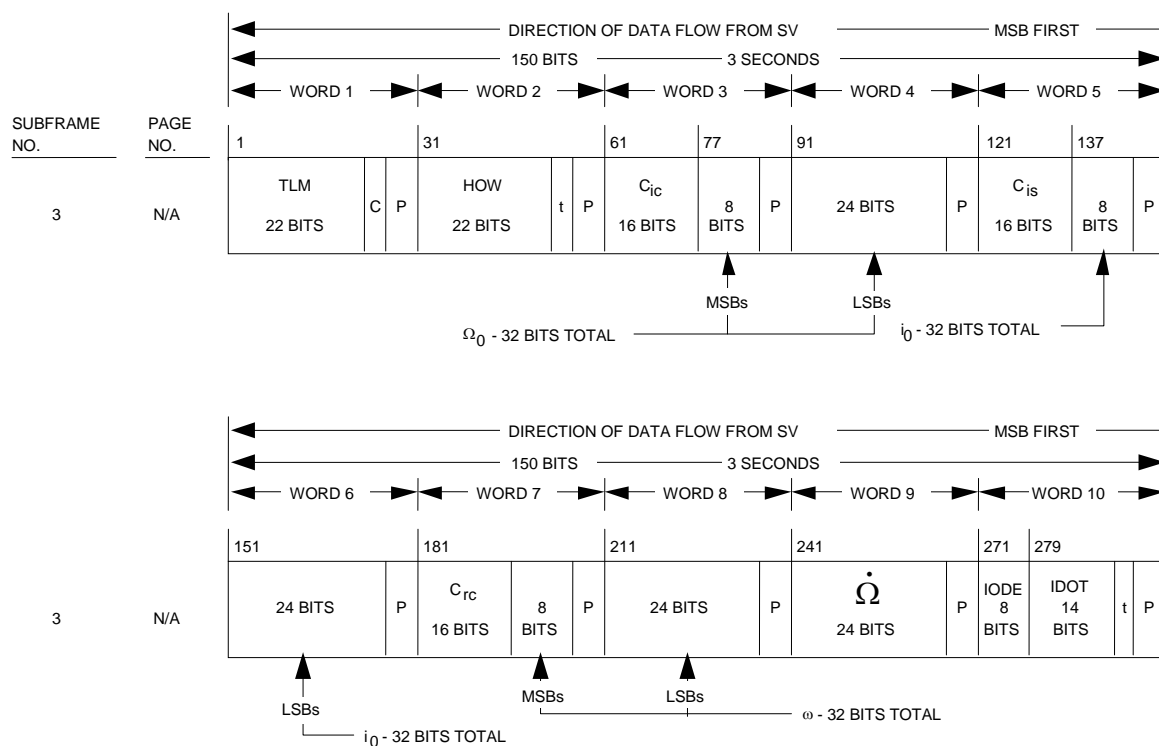 DIRECTION OF DATA FLOW FROM SV MSB FIRST
150 BITS 3 SECONDS
WORD 1 WORD 2 WORD 3 WORD 4 WORD 5
SUBFRAME NO. PAGE NO.
1 31 61 77 91 121 137
3 N/A
TLM 22 BITS C P HOW 22 BITS t P Cic 16 BITS 8 BITS P 24 BITS P Cis 16 BITS 8 BITS P
MSBs LSBs
Ω0 - 32 BITS TOTAL i0 - 32 BITS TOTAL
DIRECTION OF DATA FLOW FROM SV MSB FIRST
150 BITS 3 SECONDS
WORD 6 WORD 7 WORD 8 WORD 9 WORD 10
151 181 211 241 271 279
3 N/A
24 BITS P Crc 16 BITS 8 BITS P 24 BITS P Ω̇ 24 BITS P IODE 8 BITS IDOT 14 BITS t P
LSBs MSBs LSBs
i0 - 32 BITS TOTAL ω - 32 BITS TOTAL